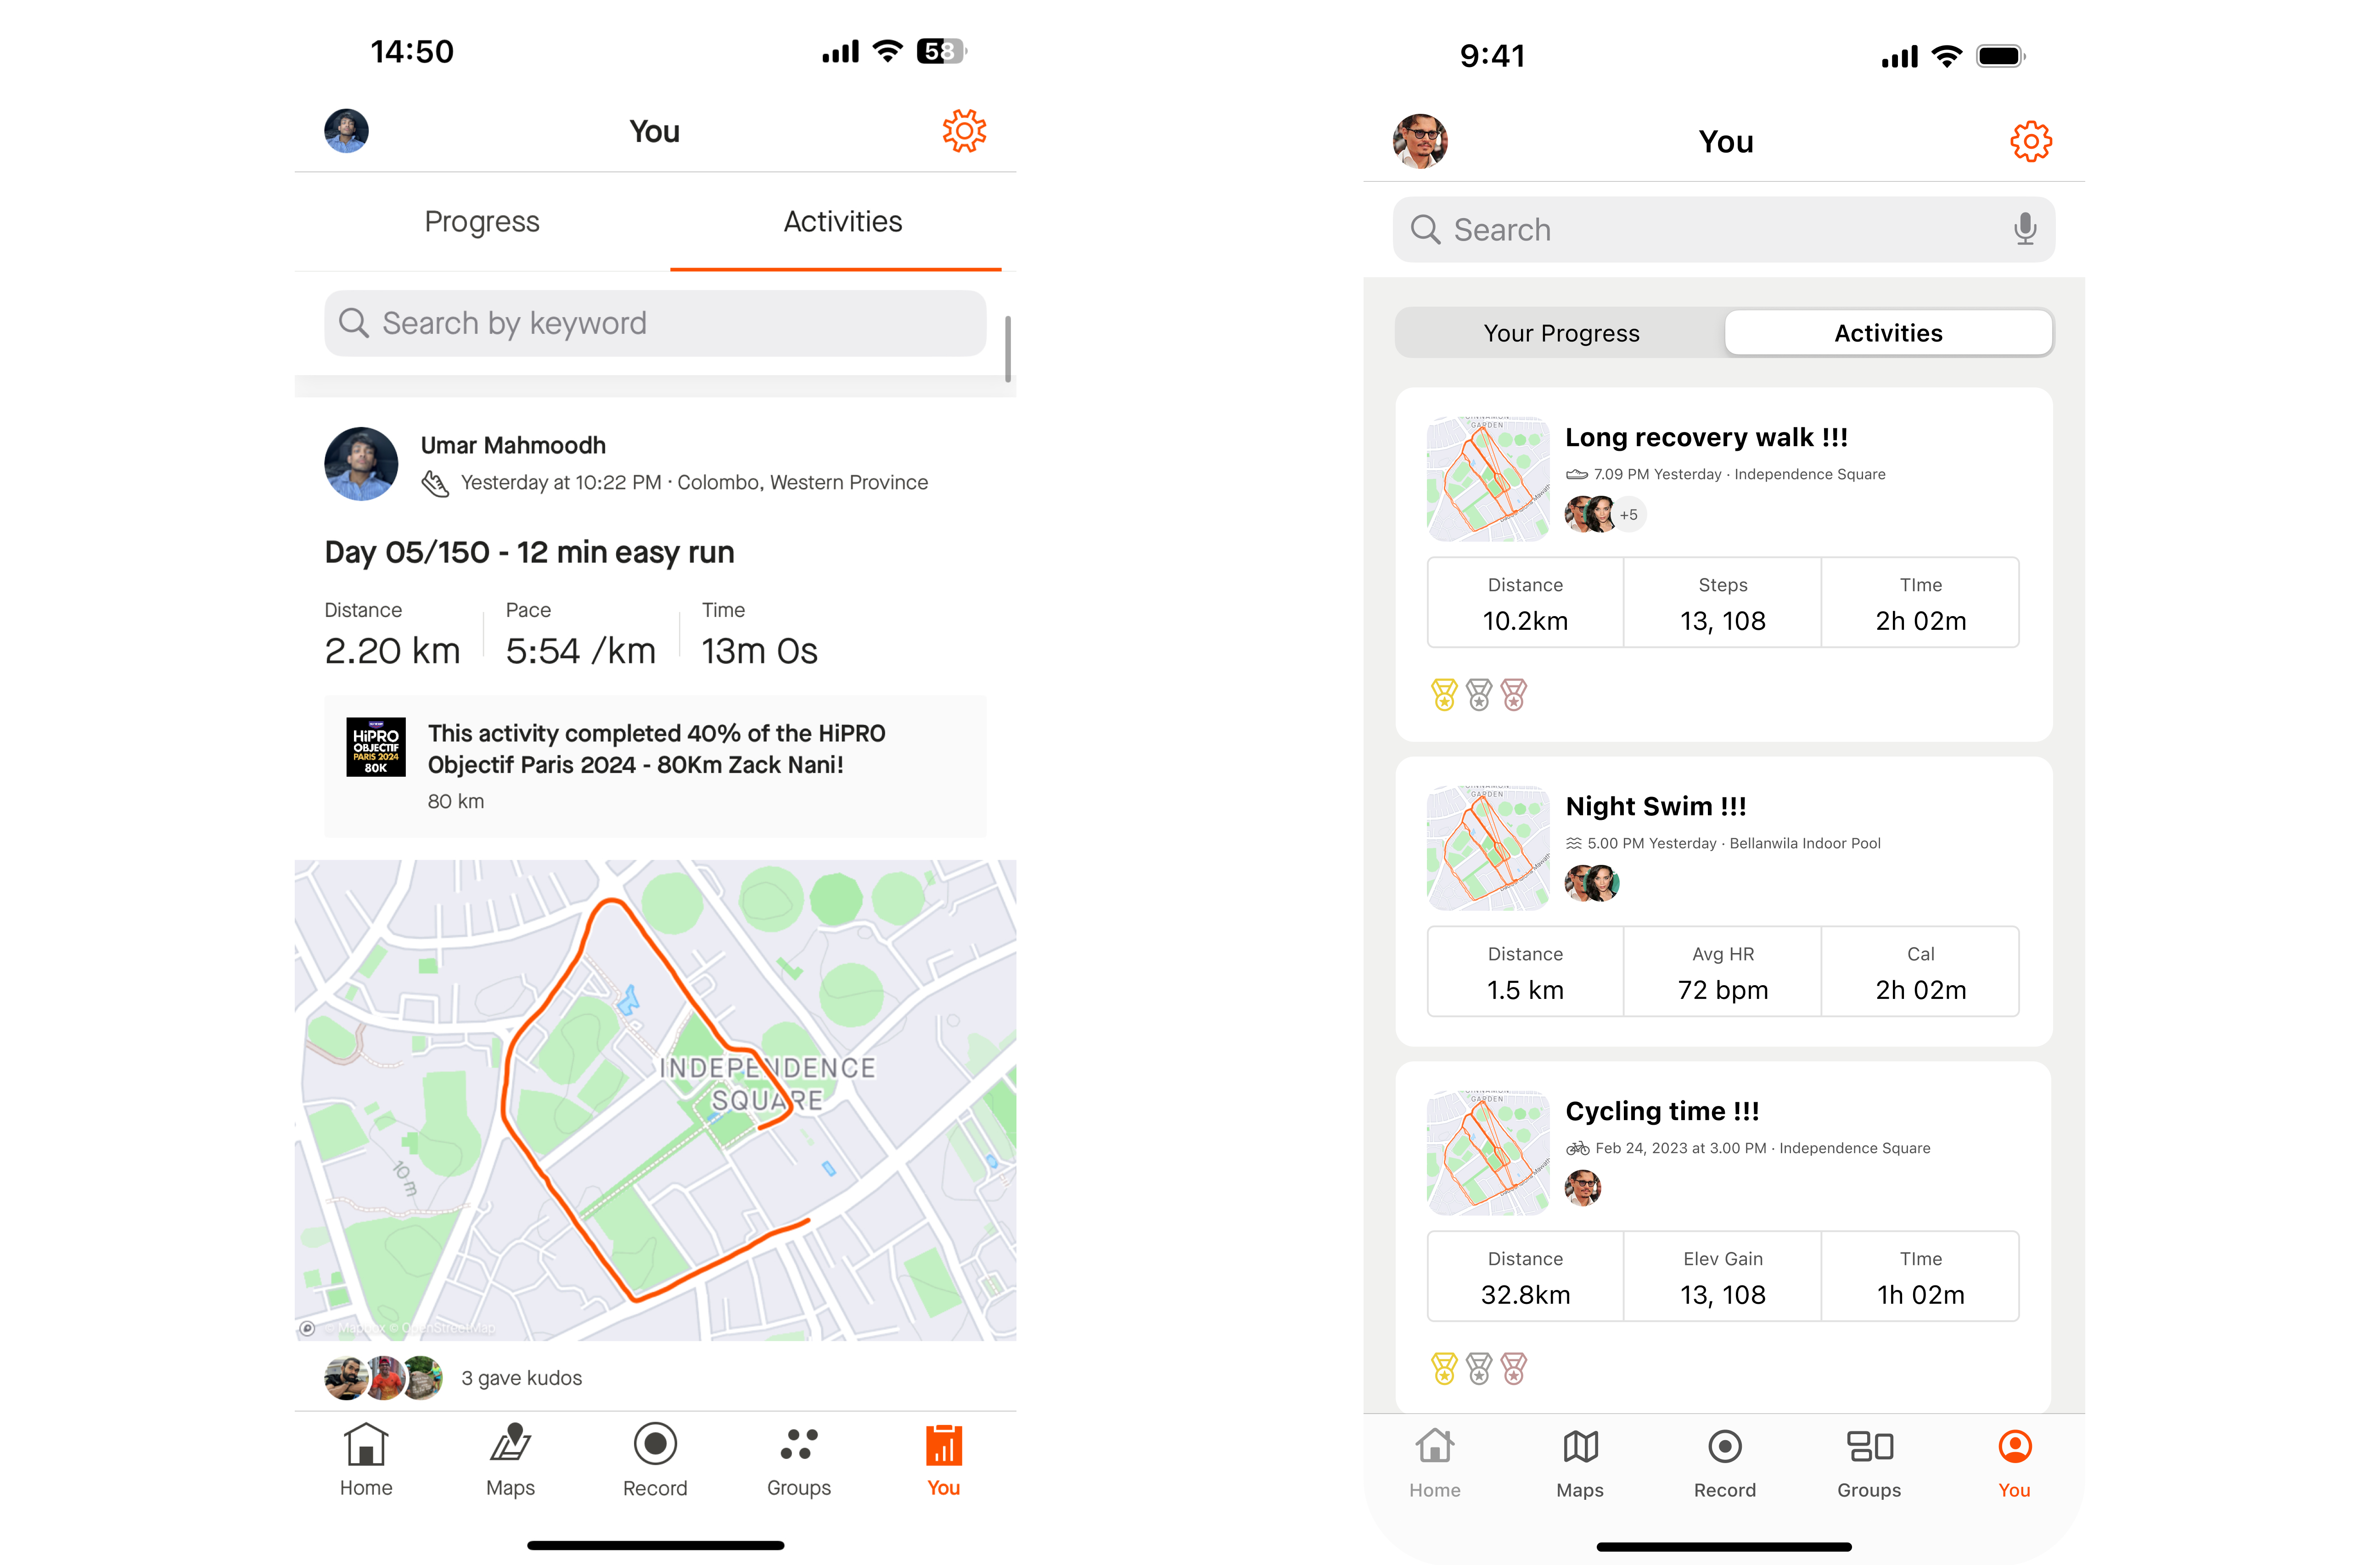 14:50
58
You
Progress
Activities
Search by keyword
Umar Mahmoodh
Yesterday at 10:22 PM · Colombo, Western Province
Day 05/150 - 12 min easy run
Distance
Pace
Time
2.20 km
5:54 /km
13m 0s
HiPRO
OBJECTIF
PARIS 2024
80K
This activity completed 40% of the HiPRO
Objectif Paris 2024 - 80Km Zack Nani!
80 km
INDEPENDENCE
SQUARE
10 m
© Mapbox © OpenStreetMap
3 gave kudos
Home
Maps
Record
Groups
You
9:41
You
Search
Your Progress
Activities
GARDEN
Long recovery walk !!!
7.09 PM Yesterday · Independence Square
+5
Distance
Steps
TIme
10.2km
13, 108
2h 02m
GARDEN
Night Swim !!!
5.00 PM Yesterday · Bellanwila Indoor Pool
Distance
Avg HR
Cal
1.5 km
72 bpm
2h 02m
GARDEN
Cycling time !!!
Feb 24, 2023 at 3.00 PM · Independence Square
Distance
Elev Gain
TIme
32.8km
13, 108
1h 02m
Home
Maps
Record
Groups
You